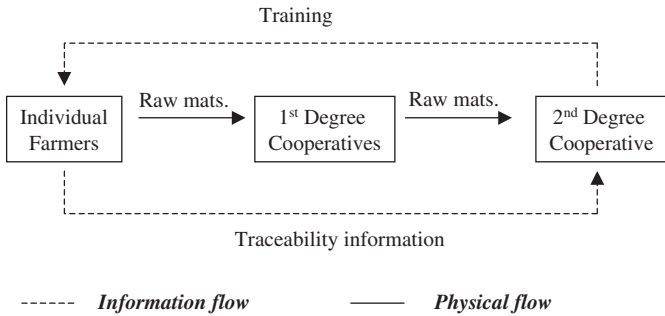 Training
Raw mats.
Raw mats.
Individual
Farmers
1st Degree
Cooperatives
2nd Degree
Cooperative
Traceability information
Information flow
Physical flow